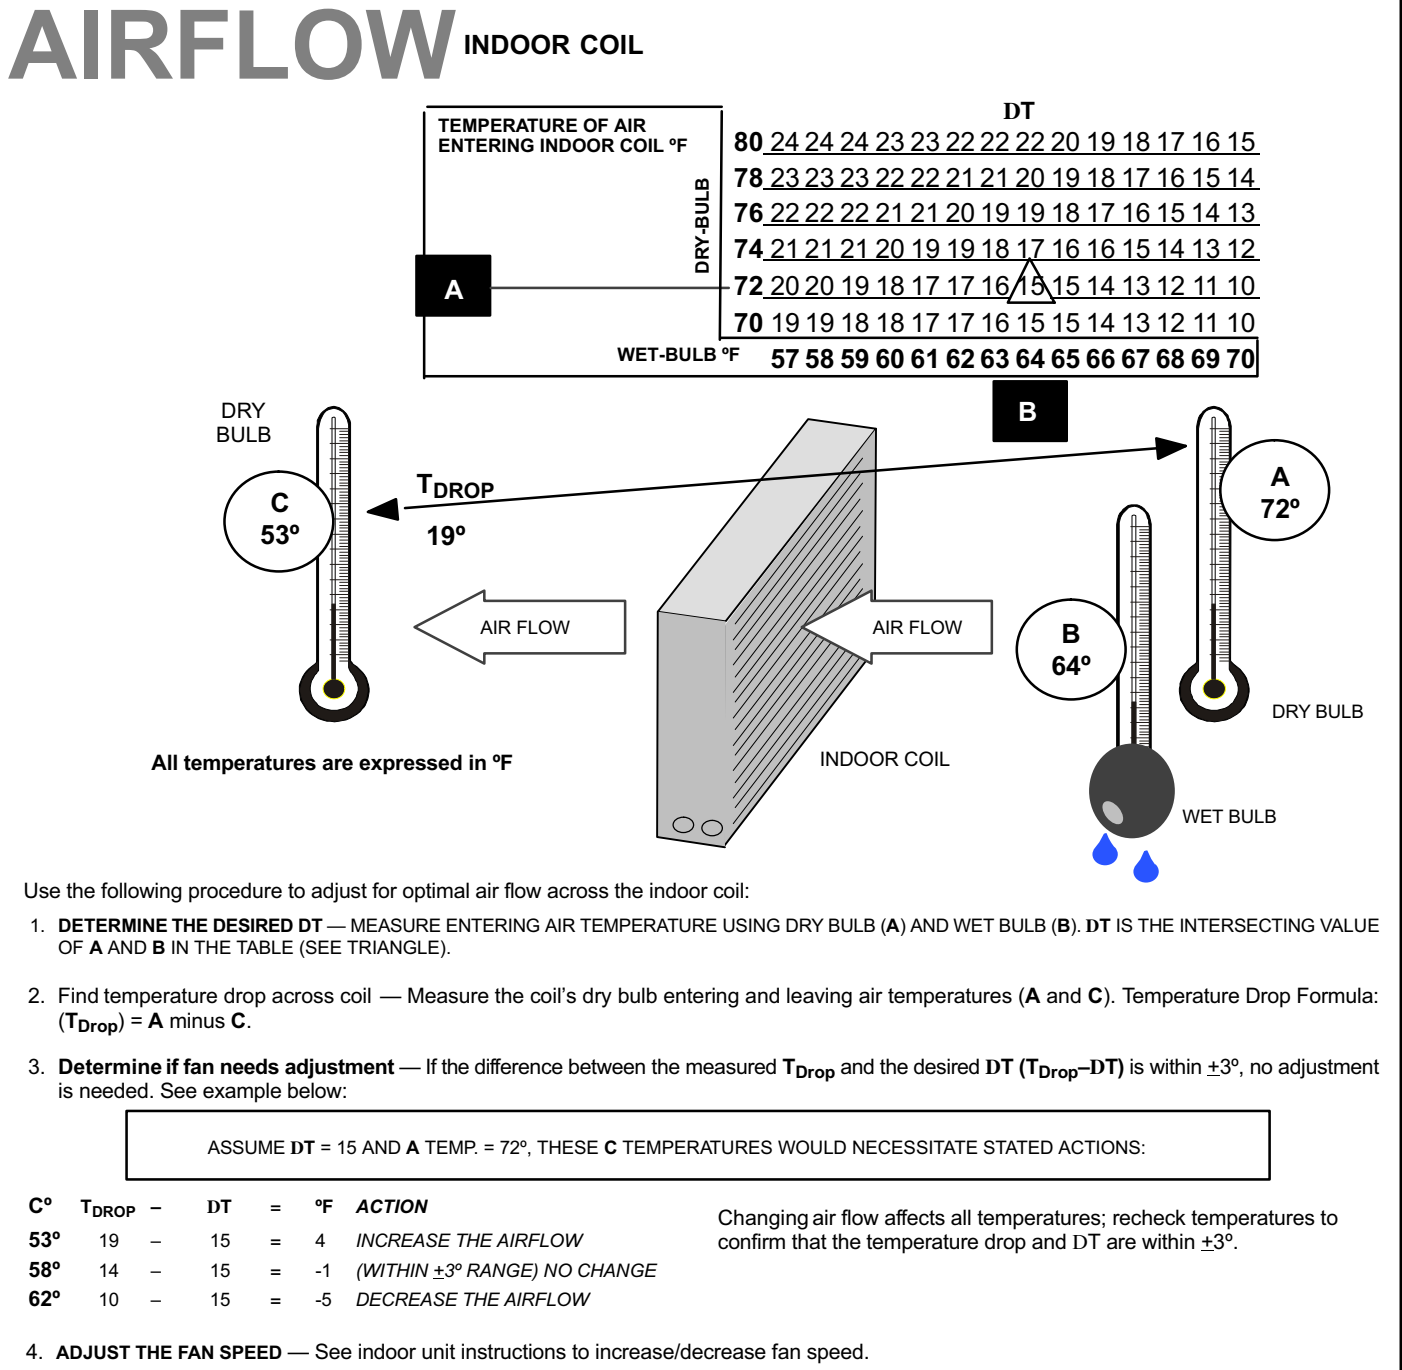 AIRFLOW INDOOR COIL
DT
TEMPERATURE OF AIR
ENTERING INDOOR COIL ºF
DRY-BULB
80 24 24 24 23 23 22 22 22 20 19 18 17 16 15
78 23 23 23 22 22 21 21 20 19 18 17 16 15 14
76 22 22 22 21 21 20 19 19 18 17 16 15 14 13
74 21 21 21 20 19 19 18 17 16 16 15 14 13 12
A
72 20 20 19 18 17 17 16 15 15 14 13 12 11 10
70 19 19 18 18 17 17 16 15 15 14 13 12 11 10
WET-BULB ºF 57 58 59 60 61 62 63 64 65 66 67 68 69 70
B
DRY
BULB
C
53º
TDROP
19º
A
72º
AIR FLOW
AIR FLOW
B
64º
DRY BULB
All temperatures are expressed in ºF
INDOOR COIL
WET BULB
Use the following procedure to adjust for optimal air flow across the indoor coil:
1. DETERMINE THE DESIRED DT — MEASURE ENTERING AIR TEMPERATURE USING DRY BULB (A) AND WET BULB (B). DT IS THE INTERSECTING VALUE
OF A AND B IN THE TABLE (SEE TRIANGLE).
2. Find temperature drop across coil — Measure the coil's dry bulb entering and leaving air temperatures (A and C). Temperature Drop Formula:
(TDrop) = A minus C.
3. Determine if fan needs adjustment — If the difference between the measured TDrop and the desired DT (TDrop–DT) is within ±3º, no adjustment
is needed. See example below:
ASSUME DT = 15 AND A TEMP. = 72º, THESE C TEMPERATURES WOULD NECESSITATE STATED ACTIONS:
Cº TDROP – DT = ºF ACTION
53º 19 – 15 = 4 INCREASE THE AIRFLOW
58º 14 – 15 = -1 (WITHIN ±3º RANGE) NO CHANGE
62º 10 – 15 = -5 DECREASE THE AIRFLOW
Changing air flow affects all temperatures; recheck temperatures to
confirm that the temperature drop and DT are within ±3º.
4. ADJUST THE FAN SPEED — See indoor unit instructions to increase/decrease fan speed.